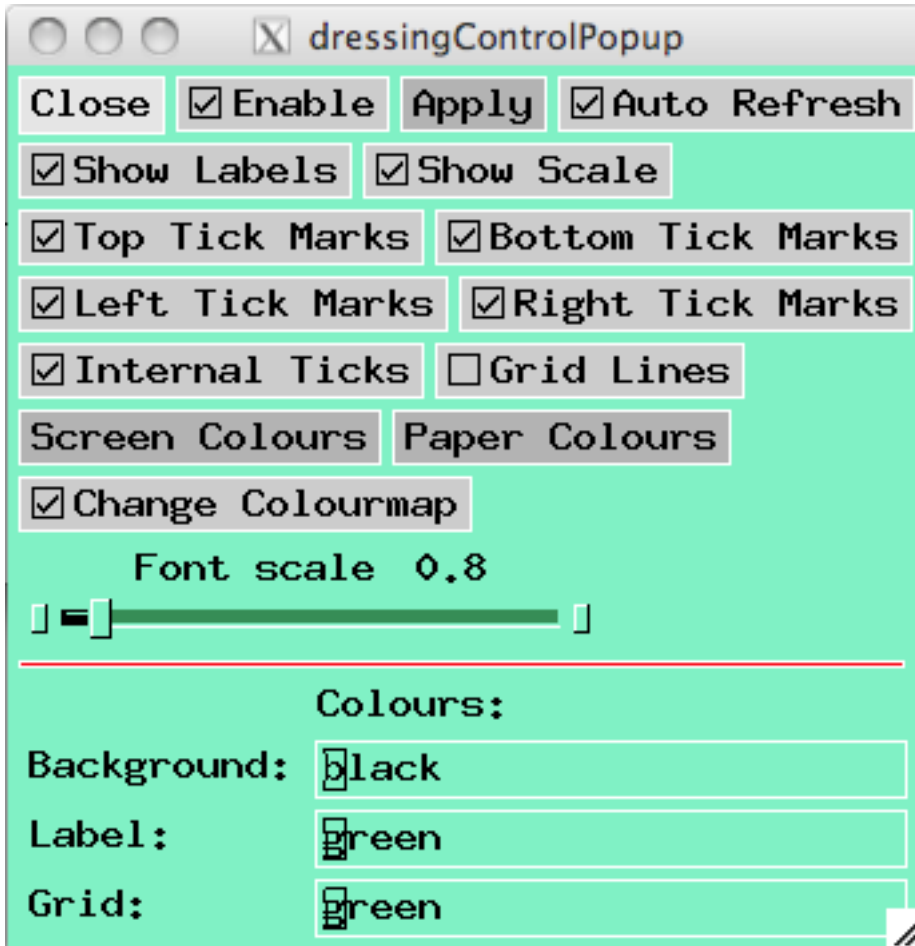 dressingControlPopup
Close Enable Apply Auto Refresh
Show Labels Show Scale
Top Tick Marks Bottom Tick Marks
Left Tick Marks Right Tick Marks
Internal Ticks Grid Lines
Screen Colours Paper Colours
Change Colourmap
Font scale 0.8
Colours:
Background: black
Label: green
Grid: green